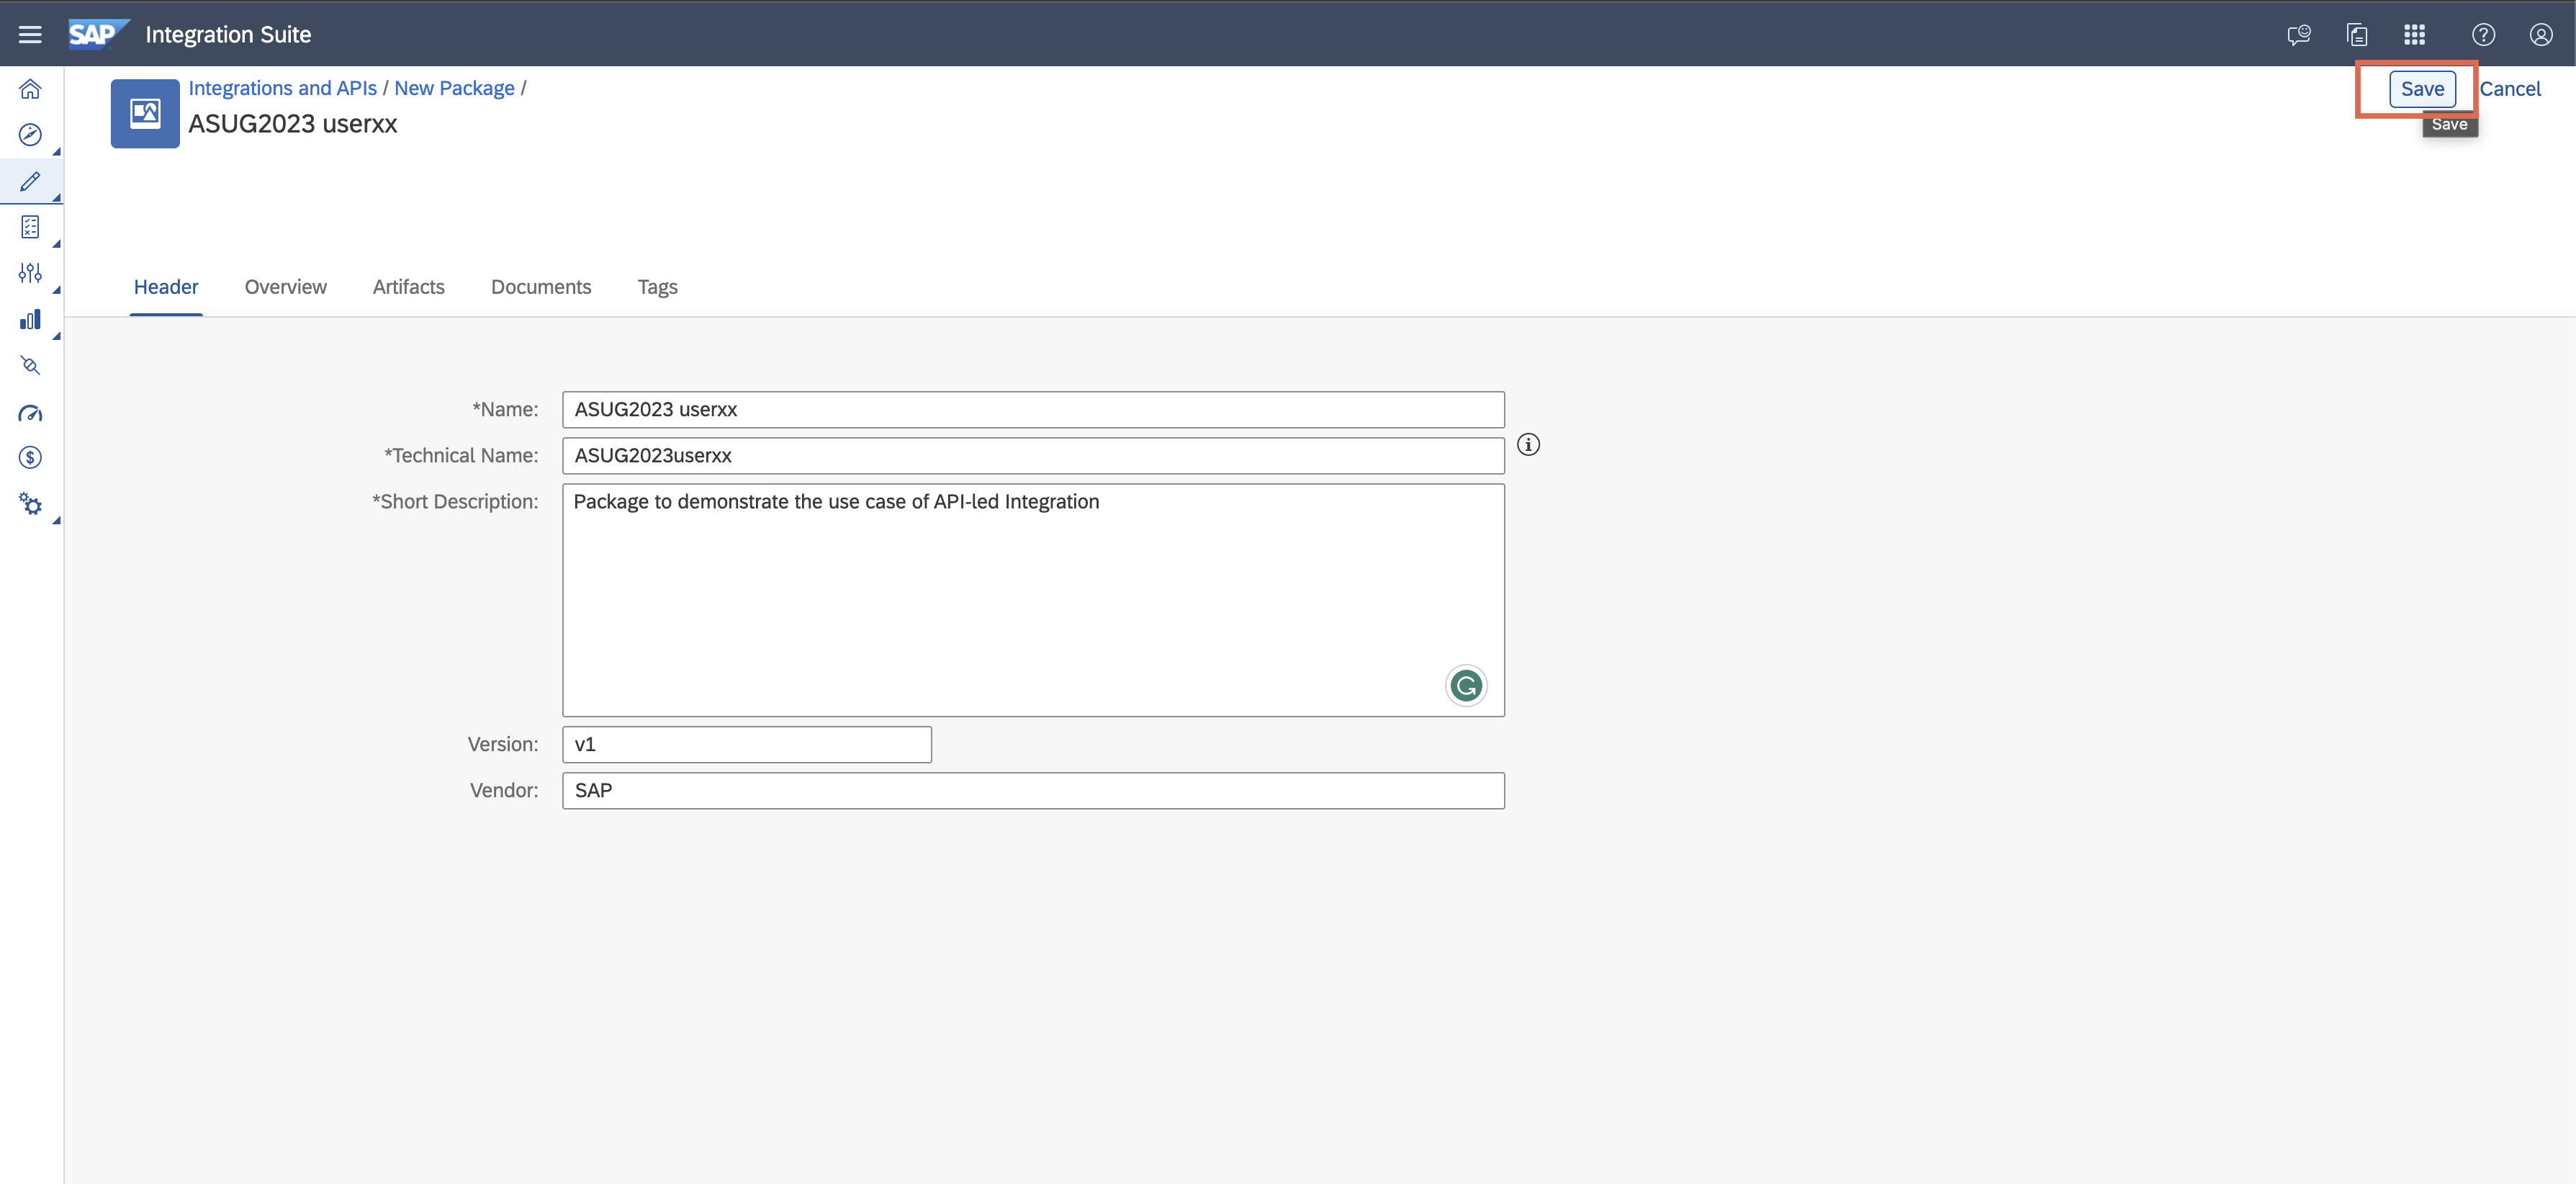 SAP Integration Suite
Integrations and APIs / New Package /
Save Cancel
ASUG2023 userxx
Save
Header Overview Artifacts Documents Tags
*Name: ASUG2023 userxx
*Technical Name: ASUG2023userxx
*Short Description: Package to demonstrate the use case of API-led Integration
Version: v1
Vendor: SAP